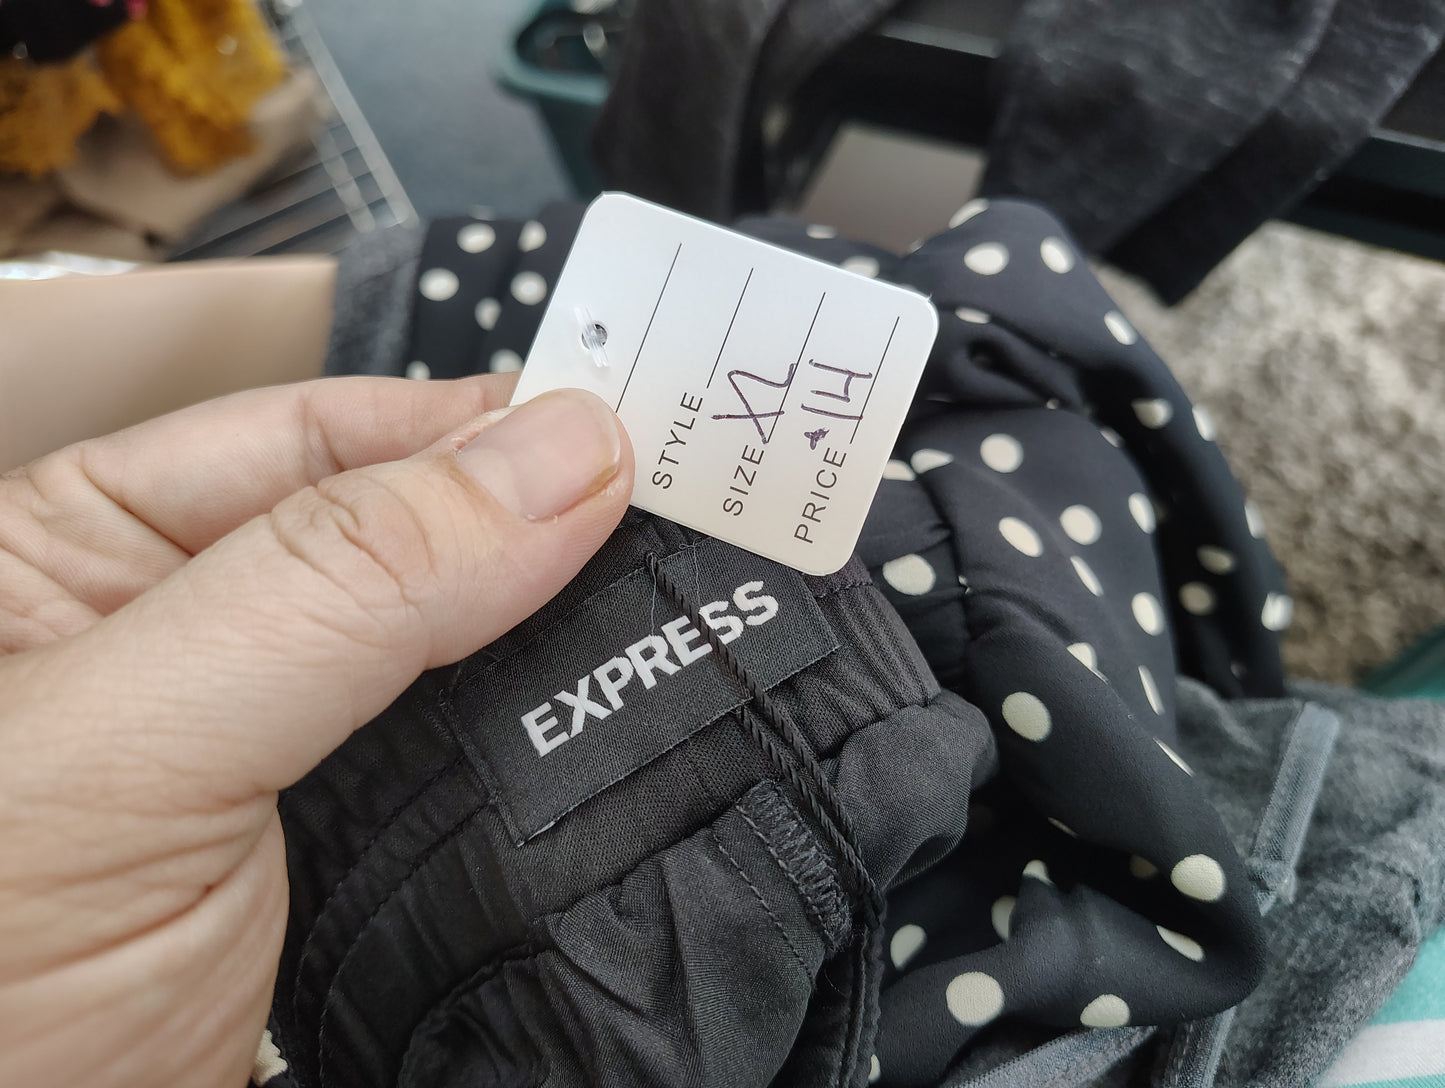 STYLE
SIZE XL
PRICE $14
EXPRESS